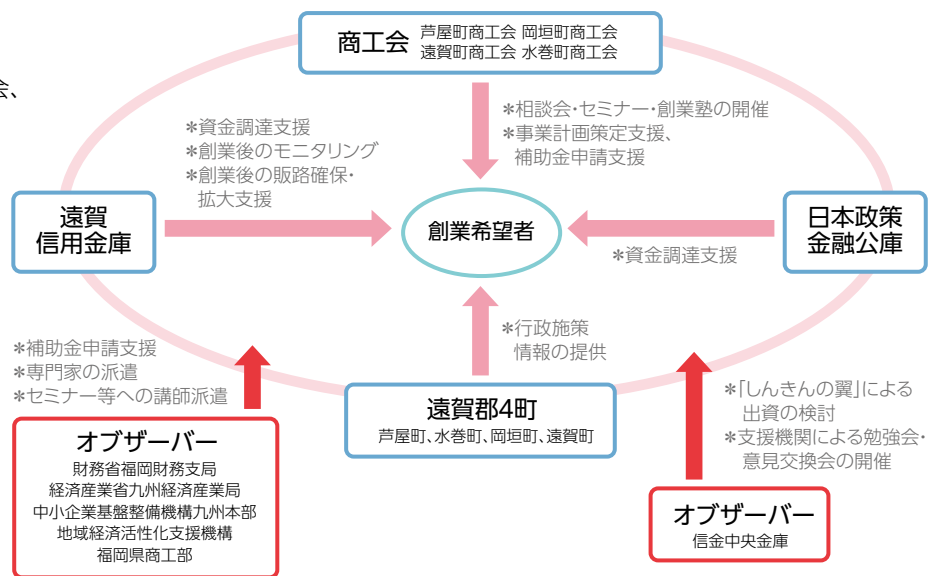 商工会
芦屋町商工会 岡垣町商工会
遠賀町商工会 水巻町商工会
会、
*相談会・セミナー・創業塾の開催
*事業計画策定支援、
補助金申請支援
*資金調達支援
*創業後のモニタリング
*創業後の販路確保・
拡大支援
遠賀
信用金庫
創業希望者
日本政策
金融公庫
*資金調達支援
*行政施策
情報の提供
*補助金申請支援
*専門家の派遣
*セミナー等への講師派遣
遠賀郡4町
芦屋町、水巻町、岡垣町、遠賀町
*「しんきんの翼」による
出資の検討
*支援機関による勉強会・
意見交換会の開催
オブザーバー
財務省福岡財務支局
経済産業省九州経済産業局
中小企業基盤整備機構九州本部
地域経済活性化支援機構
福岡県商工部
オブザーバー
信金中央金庫